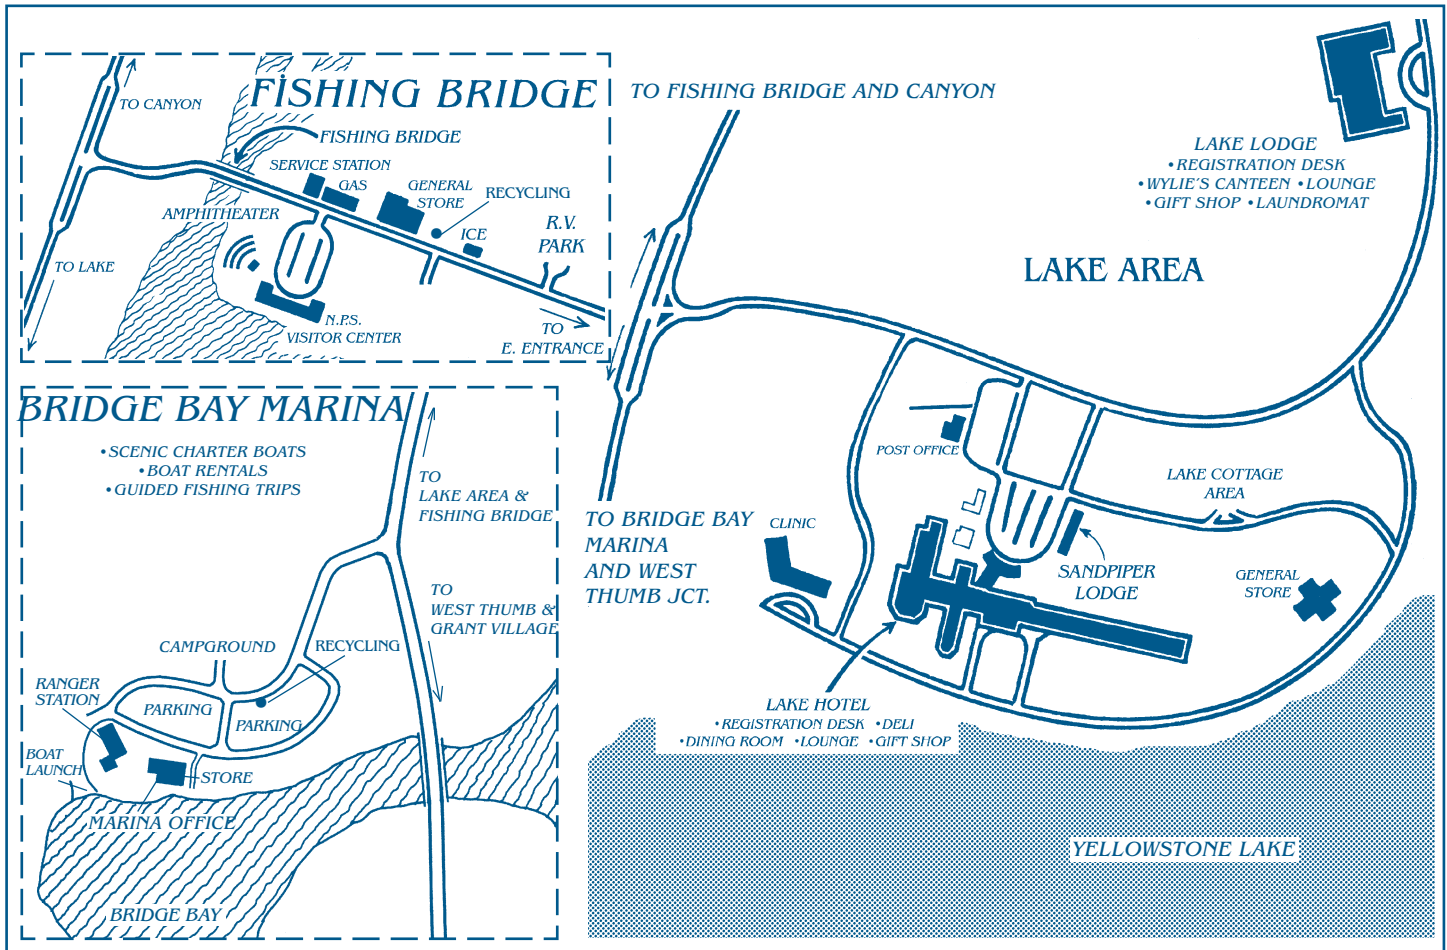 FISHING BRIDGE
TO CANYON
FISHING BRIDGE
SERVICE STATION
GAS
GENERAL
STORE
RECYCLING
AMPHITHEATER
ICE
R.V.
PARK
TO LAKE
N.P.S.
VISITOR CENTER
TO
E. ENTRANCE
BRIDGE BAY MARINA
• SCENIC CHARTER BOATS
• BOAT RENTALS
• GUIDED FISHING TRIPS
TO
LAKE AREA &
FISHING BRIDGE
TO
WEST THUMB &
GRANT VILLAGE
CAMPGROUND
RECYCLING
RANGER
STATION
PARKING
PARKING
BOAT
LAUNCH
STORE
MARINA OFFICE
BRIDGE BAY
TO FISHING BRIDGE AND CANYON
LAKE LODGE
• REGISTRATION DESK
• WYLIE'S CANTEEN • LOUNGE
• GIFT SHOP • LAUNDROMAT
LAKE AREA
POST OFFICE
LAKE COTTAGE
AREA
TO BRIDGE BAY
MARINA
AND WEST
THUMB JCT.
CLINIC
SANDPIPER
LODGE
GENERAL
STORE
LAKE HOTEL
• REGISTRATION DESK • DELI
• DINING ROOM • LOUNGE • GIFT SHOP
YELLOWSTONE LAKE